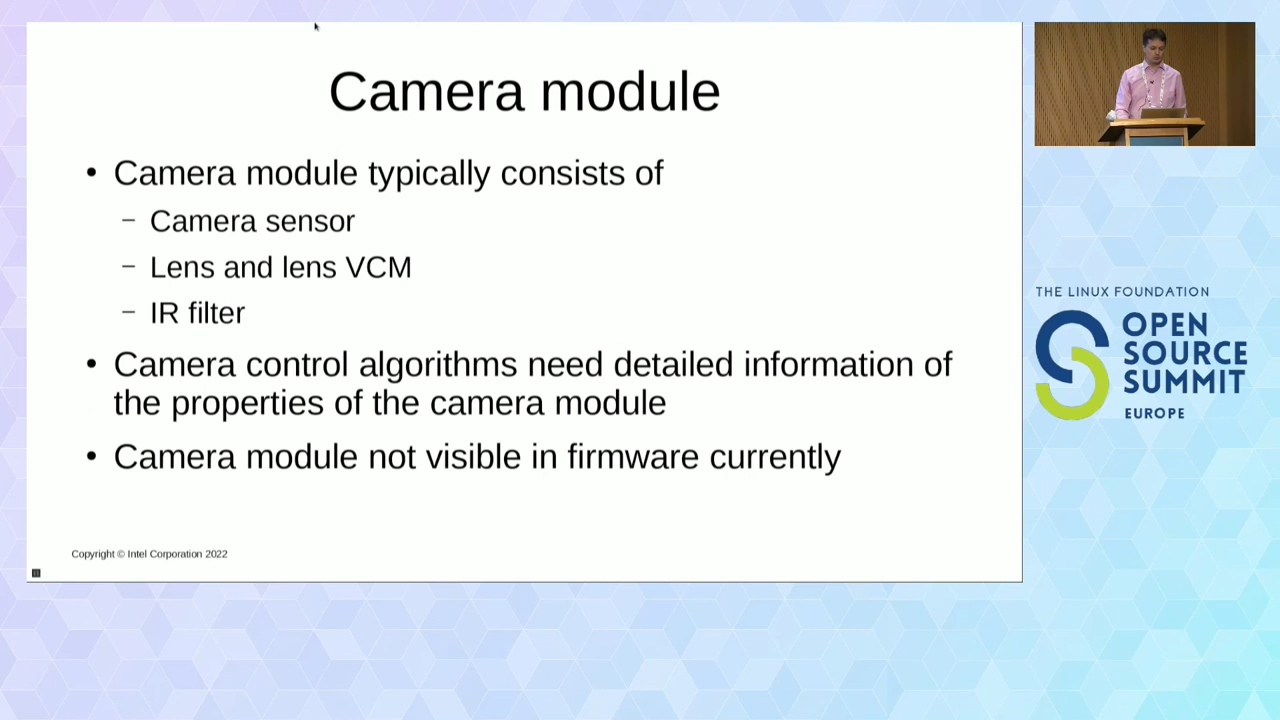 Camera module
• Camera module typically consists of
– Camera sensor
– Lens and lens VCM
– IR filter
• Camera control algorithms need detailed information of
the properties of the camera module
• Camera module not visible in firmware currently
Copyright © Intel Corporation 2022
THE LINUX FOUNDATION
OPEN
SOURCE
SUMMIT
EUROPE